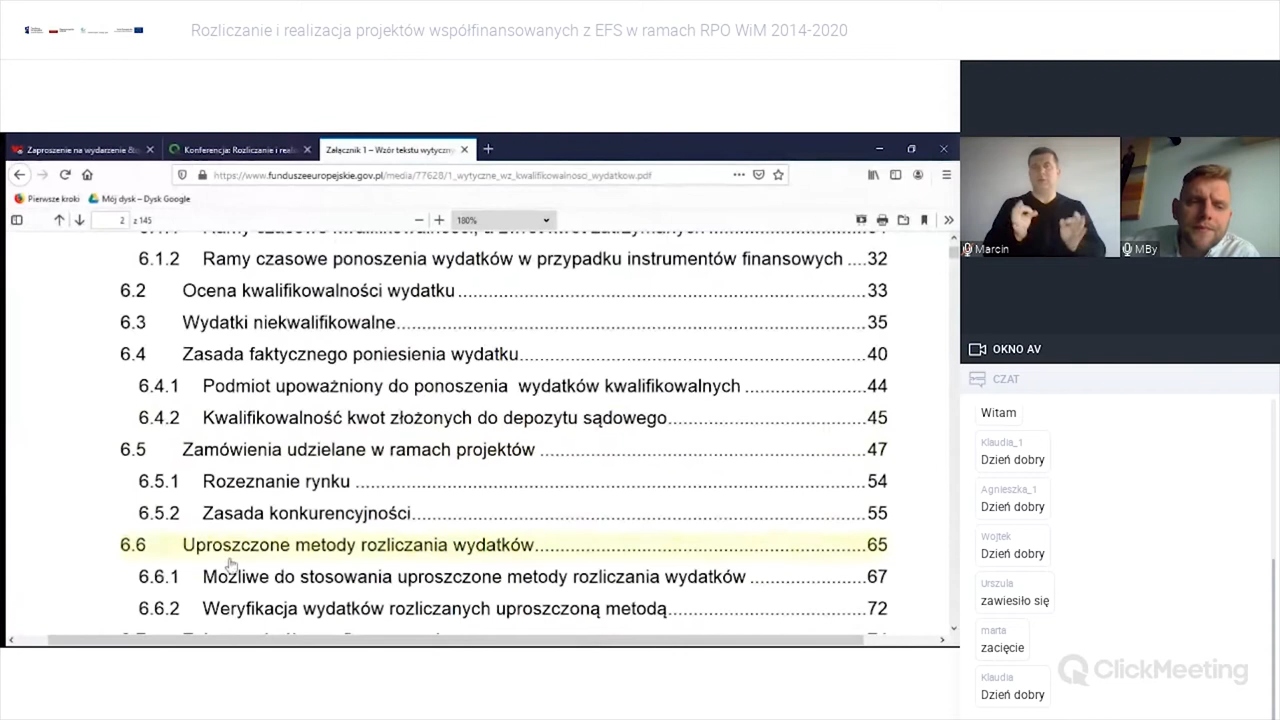 Rozliczanie i realizacja projektów współfinansowanych z EFS w ramach RPO WiM 2014-2020
Zaproszenie na wydarzenie
Konferencja: Rozliczanie i
Załącznik 1 – Wzór tekstu wytyczny
https://www.funduszeeuropejskie.gov.pl/media/77628/1_wytyczne_wz_kwalifikowalnosci_wydatkow.pdf
Pierwsze kroki Mój dysk – Dysk Google
2 z 145 180%
6.1.2 Ramy czasowe ponoszenia wydatków w przypadku instrumentów finansowych ....32
6.2 Ocena kwalifikowalności wydatku 33
6.3 Wydatki niekwalifikowalne 35
6.4 Zasada faktycznego poniesienia wydatku 40
6.4.1 Podmiot upoważniony do ponoszenia wydatków kwalifikowalnych 44
6.4.2 Kwalifikowalność kwot złożonych do depozytu sądowego 45
6.5 Zamówienia udzielane w ramach projektów 47
6.5.1 Rozeznanie rynku 54
6.5.2 Zasada konkurencyjności 55
6.6 Uproszczone metody rozliczania wydatków 65
6.6.1 Możliwe do stosowania uproszczone metody rozliczania wydatków 67
6.6.2 Weryfikacja wydatków rozliczanych uproszczoną metodą 72
Marcin
MBy
OKNO AV
CZAT
Witam
Klaudia_1
Dzień dobry
Agnieszka_1
Dzień dobry
Wojtek
Dzień dobry
Urszula
zawiesiło się
marta
zacięcie
Klaudia
Dzień dobry
ClickMeeting